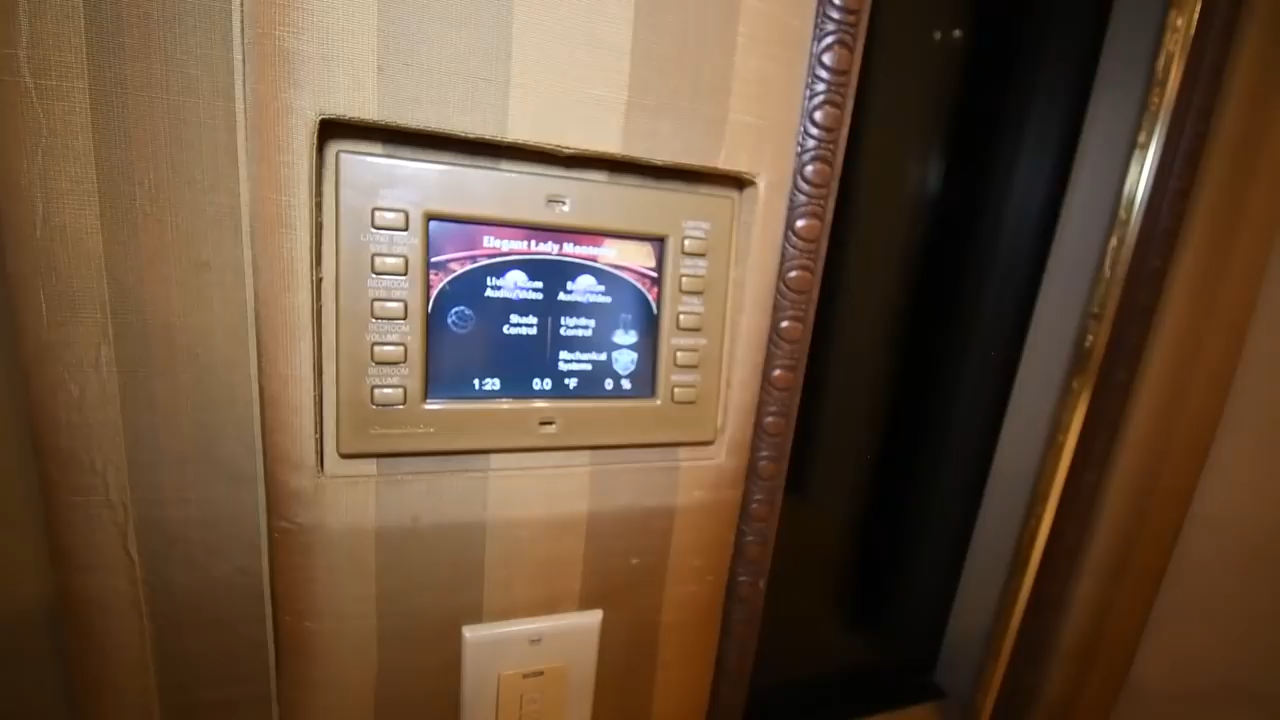 LIVING ROOM
SYS OFF
BEDROOM
SYS OFF
BEDROOM
VOLUME
BEDROOM
VOLUME
Elegant Lady
Living Room
Audio/Video
Bedroom
Audio/Video
Shade
Control
Lighting
Control
Mechanical
Systems
1:23 0.0 °F 0 %